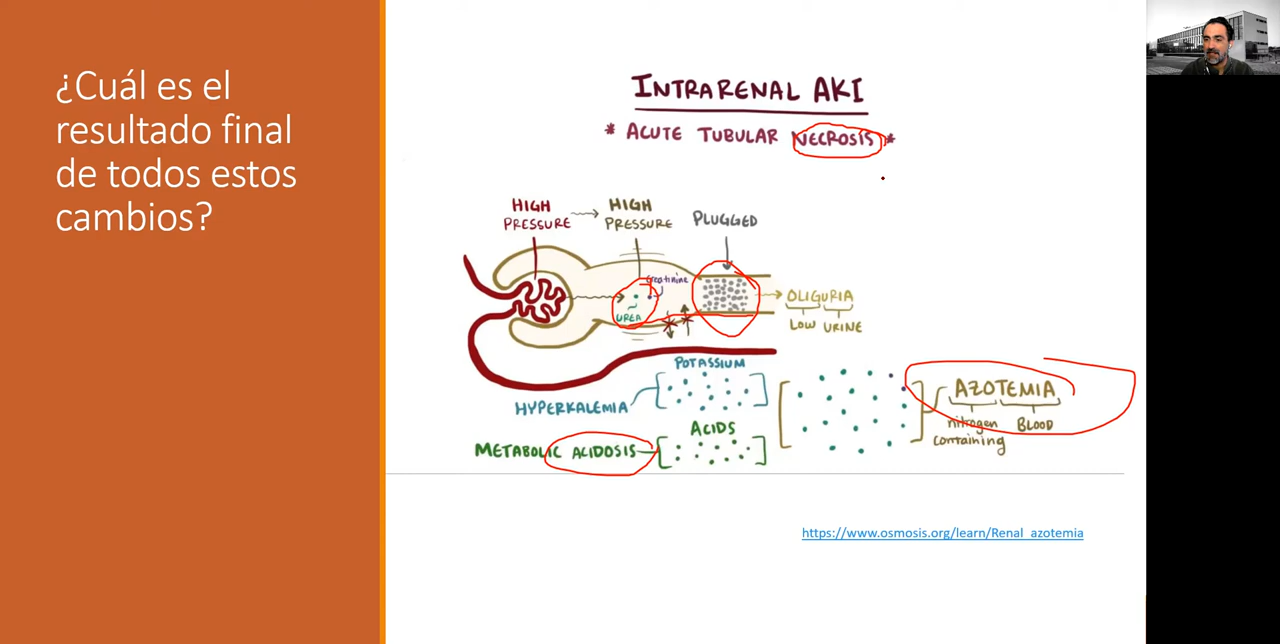 ¿Cuál es el
resultado final
de todos estos
cambios?
INTRARENAL AKI
* ACUTE TUBULAR NECROSIS *
HIGH
PRESSURE
HIGH
PRESSURE
PLUGGED
creatinine
UREA
OLIGURIA
LOW URINE
POTASSIUM
HYPERKALEMIA
ACIDS
METABOLIC ACIDOSIS
AZOTEMIA
nitrogen
containing
BLOOD
https://www.osmosis.org/learn/Renal_azotemia